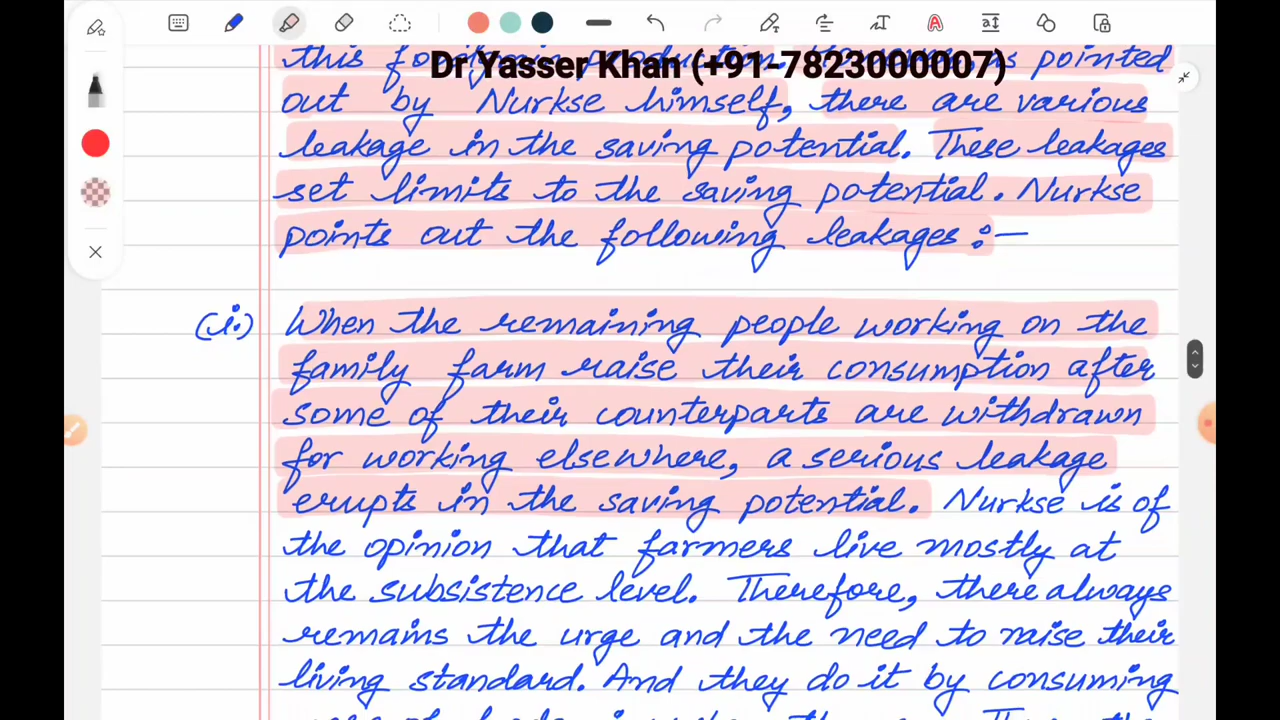 Dr Yasser Khan (+91-7823000007)
this pointed
out by Nurkse himself, there are various
leakage in the saving potential. These leakages
set limits to the saving potential. Nurkse
points out the following leakages :—
(i.) When the remaining people working on the
family farm raise their consumption after
some of their counterparts are withdrawn
for working elsewhere, a serious leakage
erupts in the saving potential. Nurkse is of
the opinion that farmers live mostly at
the subsistence level. Therefore, there always
remains the urge and the need to raise their
living standard. And they do it by consuming